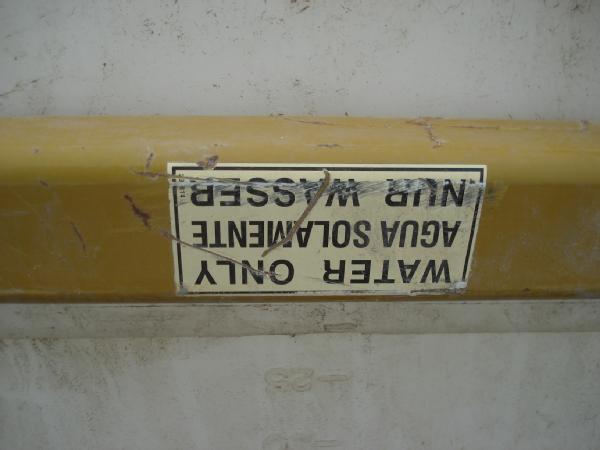 WATER ONLY
AGUA SOLAMENTE
NUR WASSER